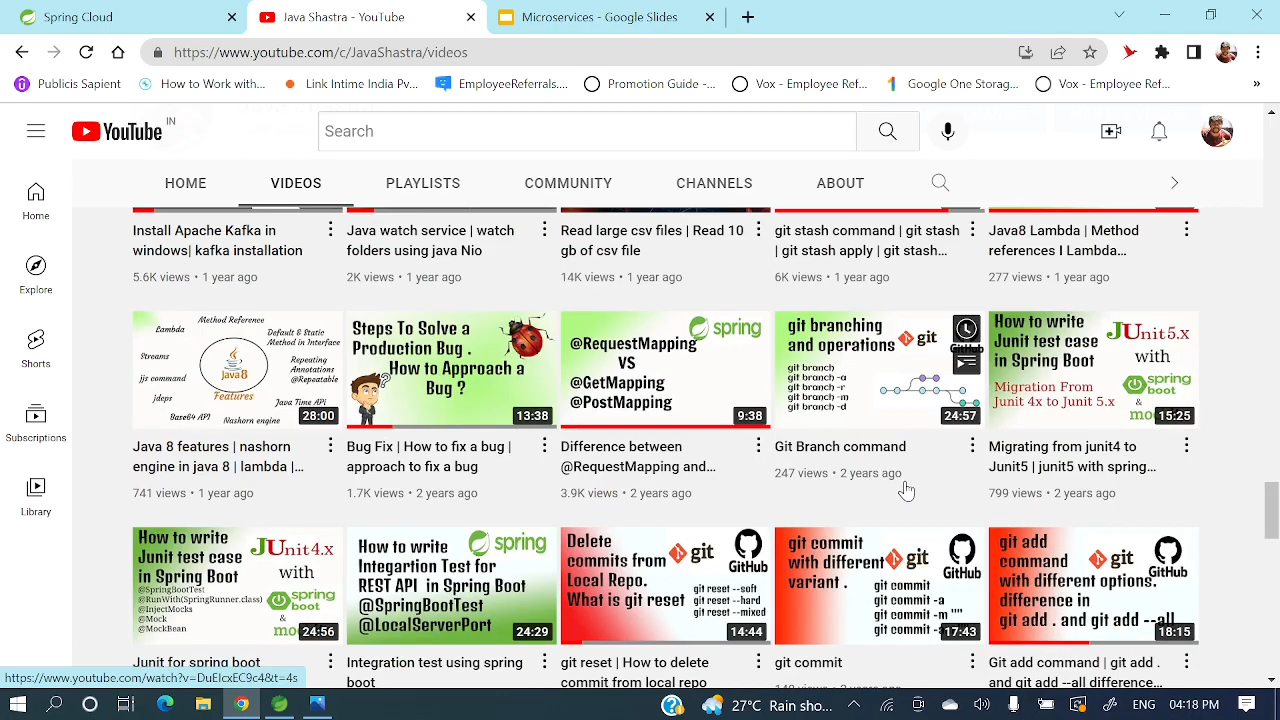 Spring Cloud
(1) YouTube
Microservices - Google Slides
https://www.youtube.com/c/JavaShastra/videos
Publicis Sapient
How to Work with...
Link Intime India Pv...
EmployeeReferrals...
Promotion Guide -...
Vox - Employee Refer...
Google One Storag...
Vox - Employee Refer...
»
YouTube
IN
Search
HOME
VIDEOS
PLAYLISTS
COMMUNITY
CHANNELS
ABOUT
Home
Explore
Shorts
Subscriptions
Library
Install Apache Kafka in
windows| kafka installation
5.6K views • 1 year ago
Java watch service | watch
folders using java Nio
2K views • 1 year ago
Read large csv files | Read 10
gb of csv file
14K views • 1 year ago
git stash command | git stash
| git stash apply | git stash...
6K views • 1 year ago
Java8 Lambda | Method
references I Lambda...
277 views • 1 year ago
Method Reference
Lambda
Default & Static
Method in Interface
Streams
Java8
Features
Repeating
Annotations
@Repeatable
jjs command
jdeps
Java Time API
Base64 API
Nashorn engine
28:00
Java 8 features | nashorn
engine in java 8 | lambda |...
741 views • 1 year ago
Steps To Solve a
Production Bug .
How to Approach a
Bug ?
13:38
Bug Fix | How to fix a bug |
approach to fix a bug
1.7K views • 2 years ago
spring
@RequestMapping
VS
@GetMapping
@PostMapping
9:38
Difference between
@RequestMapping and...
3.9K views • 2 years ago
git branching
and operations
git
GitHub
git branch
git branch -a
git branch -r
git branch -m
git branch -d
24:57
Git Branch command
247 views • 2 years ago
How to write
Junit test case
in Spring Boot
JUnit5.x
with
Migration From
Junit 4x to Junit 5.x
spring
boot
&
15:25
Migrating from junit4 to
Junit5 | junit5 with spring...
799 views • 2 years ago
How to write
Junit test case
in Spring Boot
@SpringBootTest
@RunWith(SpringRunner.class)
@InjectMocks
@Mock
@MockBean
JUnit4.x
with
spring
boot
&
24:56
Junit for spring boot
How to write
Integartion Test for
REST API in Spring Boot
@SpringBootTest
@LocalServerPort
spring
24:29
Integration test using spring
boot
Delete
commits from
Local Repo.
What is git reset
git
GitHub
git reset --soft
git reset --hard
git reset --mixed
14:44
git reset | How to delete
commit from local repo
git commit
with different
variant .
git
GitHub
git commit
git commit -a
git commit -m ""
17:43
git commit
git add
command
with different options.
difference in
git add . and git add --all
git
GitHub
18:15
Git add command | git add .
and git add --all difference...
https://www.youtube.com/watch?v=DuElcxEC9c48&t=4s
27°C Rain sho...
ENG
04:18 PM